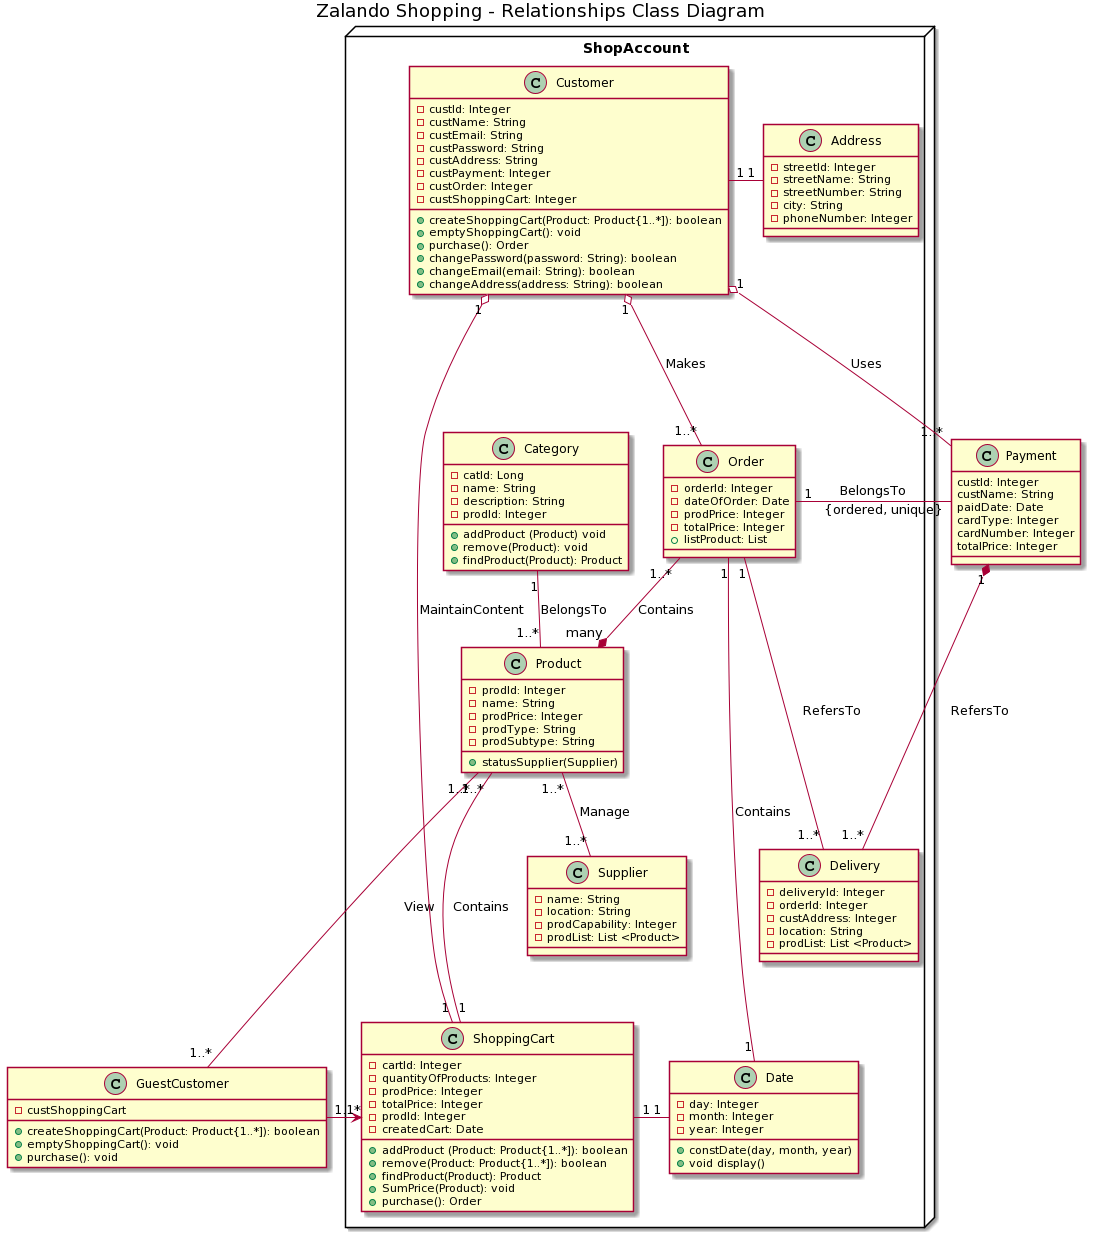 Zalando Shopping - Relationships Class Diagram
ShopAccount
C Customer
custId: Integer
custName: String
custEmail: String
custPassword: String
custAddress: String
custPayment: Integer
custOrder: Integer
custShoppingCart: Integer
createShoppingCart(Product: Product{1..*]): boolean
emptyShoppingCart(): void
purchase(): Order
changePassword(password: String): boolean
changeEmail(email: String): boolean
changeAddress(address: String): boolean
C Address
streetId: Integer
streetName: String
streetNumber: String
city: String
phoneNumber: Integer
1 1
1
1
1
Makes
Uses
1..*
1..*
C Category
catId: Long
name: String
description: String
prodId: Integer
addProduct (Product) void
remove(Product): void
findProduct(Product): Product
C Order
orderId: Integer
dateOfOrder: Date
prodPrice: Integer
totalPrice: Integer
listProduct: List
1
BelongsTo
{ordered, unique}
C Payment
custId: Integer
custName: String
paidDate: Date
cardType: Integer
cardNumber: Integer
totalPrice: Integer
1
1..*
1
1
1
MaintainContent
BelongsTo
Contains
1..*
many
C Product
prodId: Integer
name: String
prodPrice: Integer
prodType: String
prodSubtype: String
statusSupplier(Supplier)
RefersTo
RefersTo
1..*
1..*
1..*
Manage
Contains
1..*
1..*
1..*
C Supplier
name: String
location: String
prodCapability: Integer
prodList: List <Product>
C Delivery
deliveryId: Integer
orderId: Integer
custAddress: Integer
location: String
prodList: List <Product>
View
Contains
1
1
1
1..*
C GuestCustomer
custShoppingCart
createShoppingCart(Product: Product{1..*]): boolean
emptyShoppingCart(): void
purchase(): void
1
1..*
C ShoppingCart
cartId: Integer
quantityOfProducts: Integer
prodPrice: Integer
totalPrice: Integer
prodId: Integer
createdCart: Date
addProduct (Product: Product{1..*]): boolean
remove(Product: Product{1..*]): boolean
findProduct(Product): Product
SumPrice(Product): void
purchase(): Order
1 1
C Date
day: Integer
month: Integer
year: Integer
constDate(day, month, year)
void display()